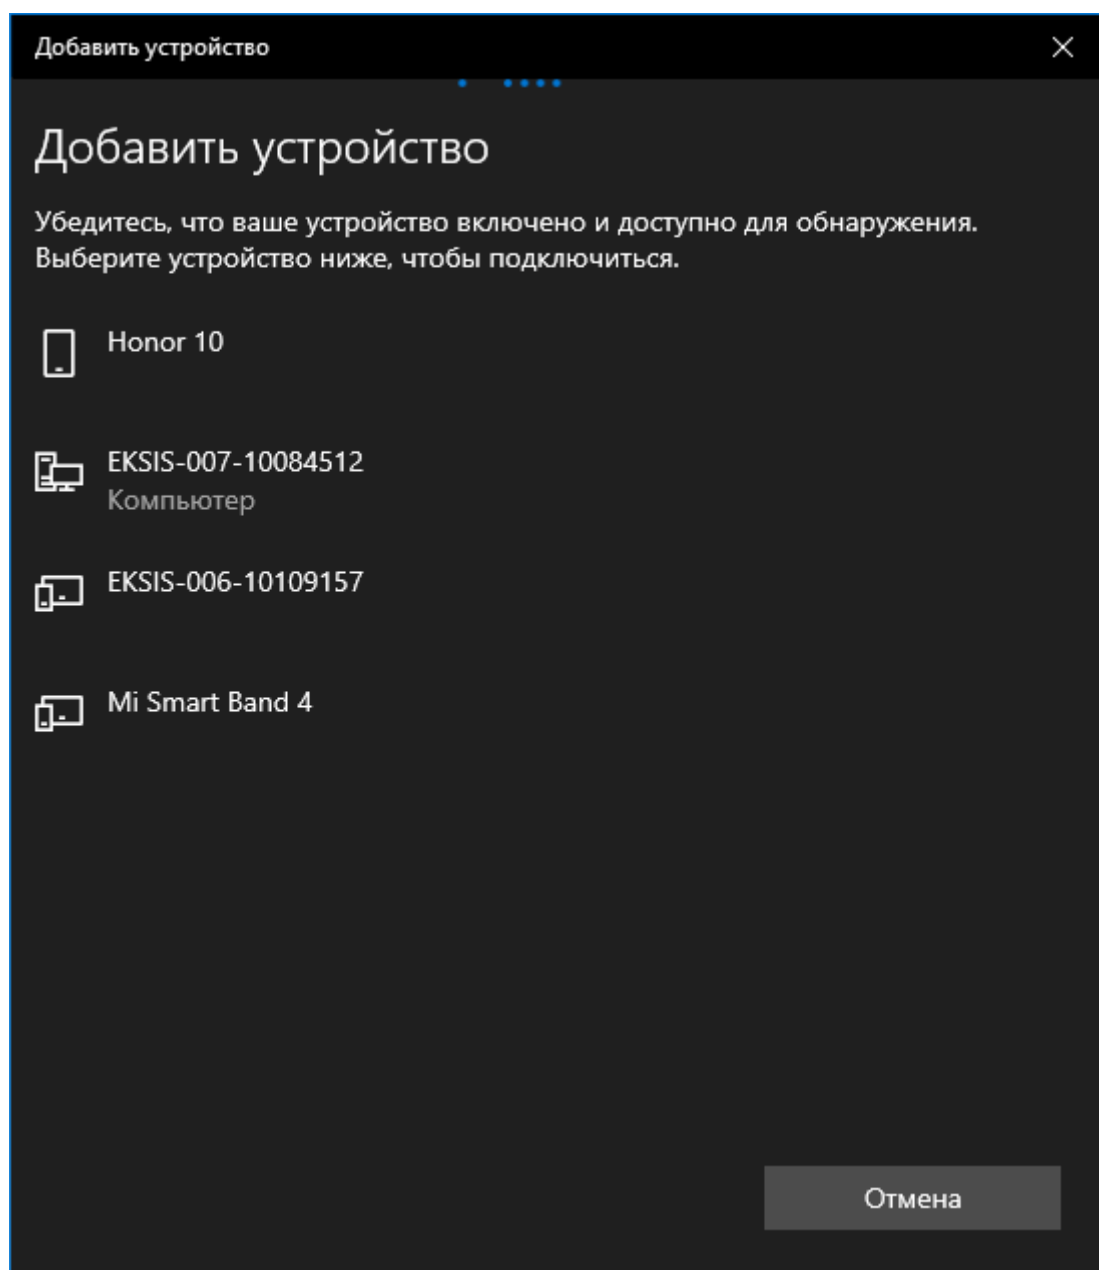 Добавить устройство
Добавить устройство
Убедитесь, что ваше устройство включено и доступно для обнаружения.
Выберите устройство ниже, чтобы подключиться.
Honor 10
EKSIS-007-10084512
Компьютер
EKSIS-006-10109157
Mi Smart Band 4
Отмена